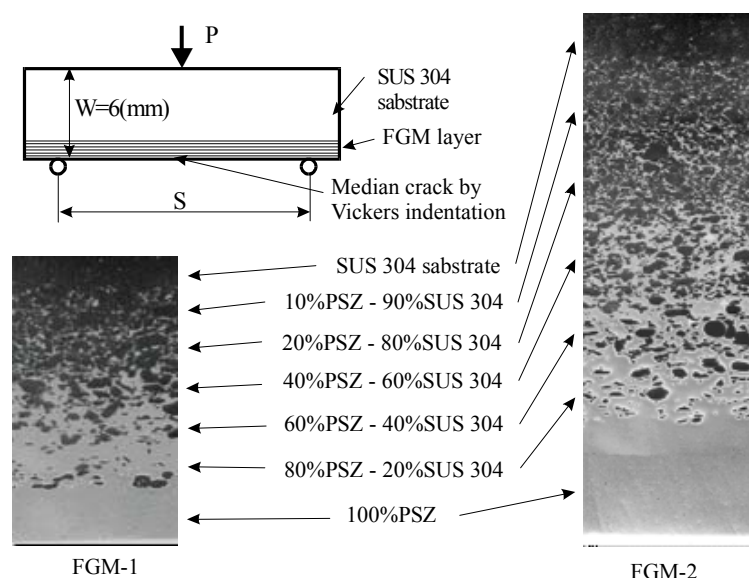 P
W=6(mm)
SUS 304
sabstrate
FGM layer
Median crack by
Vickers indentation
S
SUS 304 sabstrate
10%PSZ - 90%SUS 304
20%PSZ - 80%SUS 304
40%PSZ - 60%SUS 304
60%PSZ - 40%SUS 304
80%PSZ - 20%SUS 304
100%PSZ
FGM-1
FGM-2